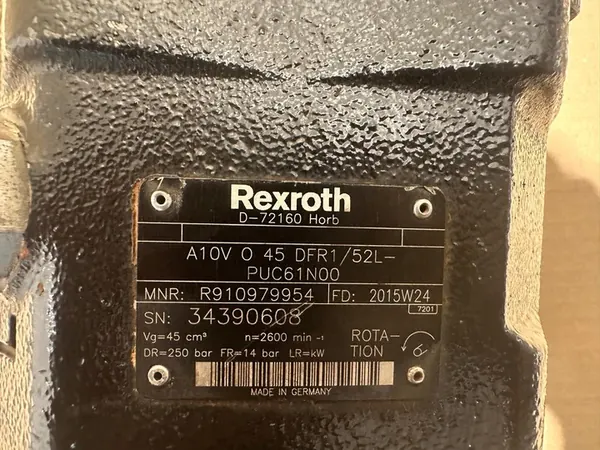 Rexroth
D-72160 Horb
A10V O 45 DFR1/52L-
PUC61N00
MNR: R910979954 FD: 2015W24
7201
SN: 34390608
Vg=45 cm³ n=2600 min -1
DR=250 bar FR=14 bar LR=kW
ROTA-
TION
MADE IN GERMANY